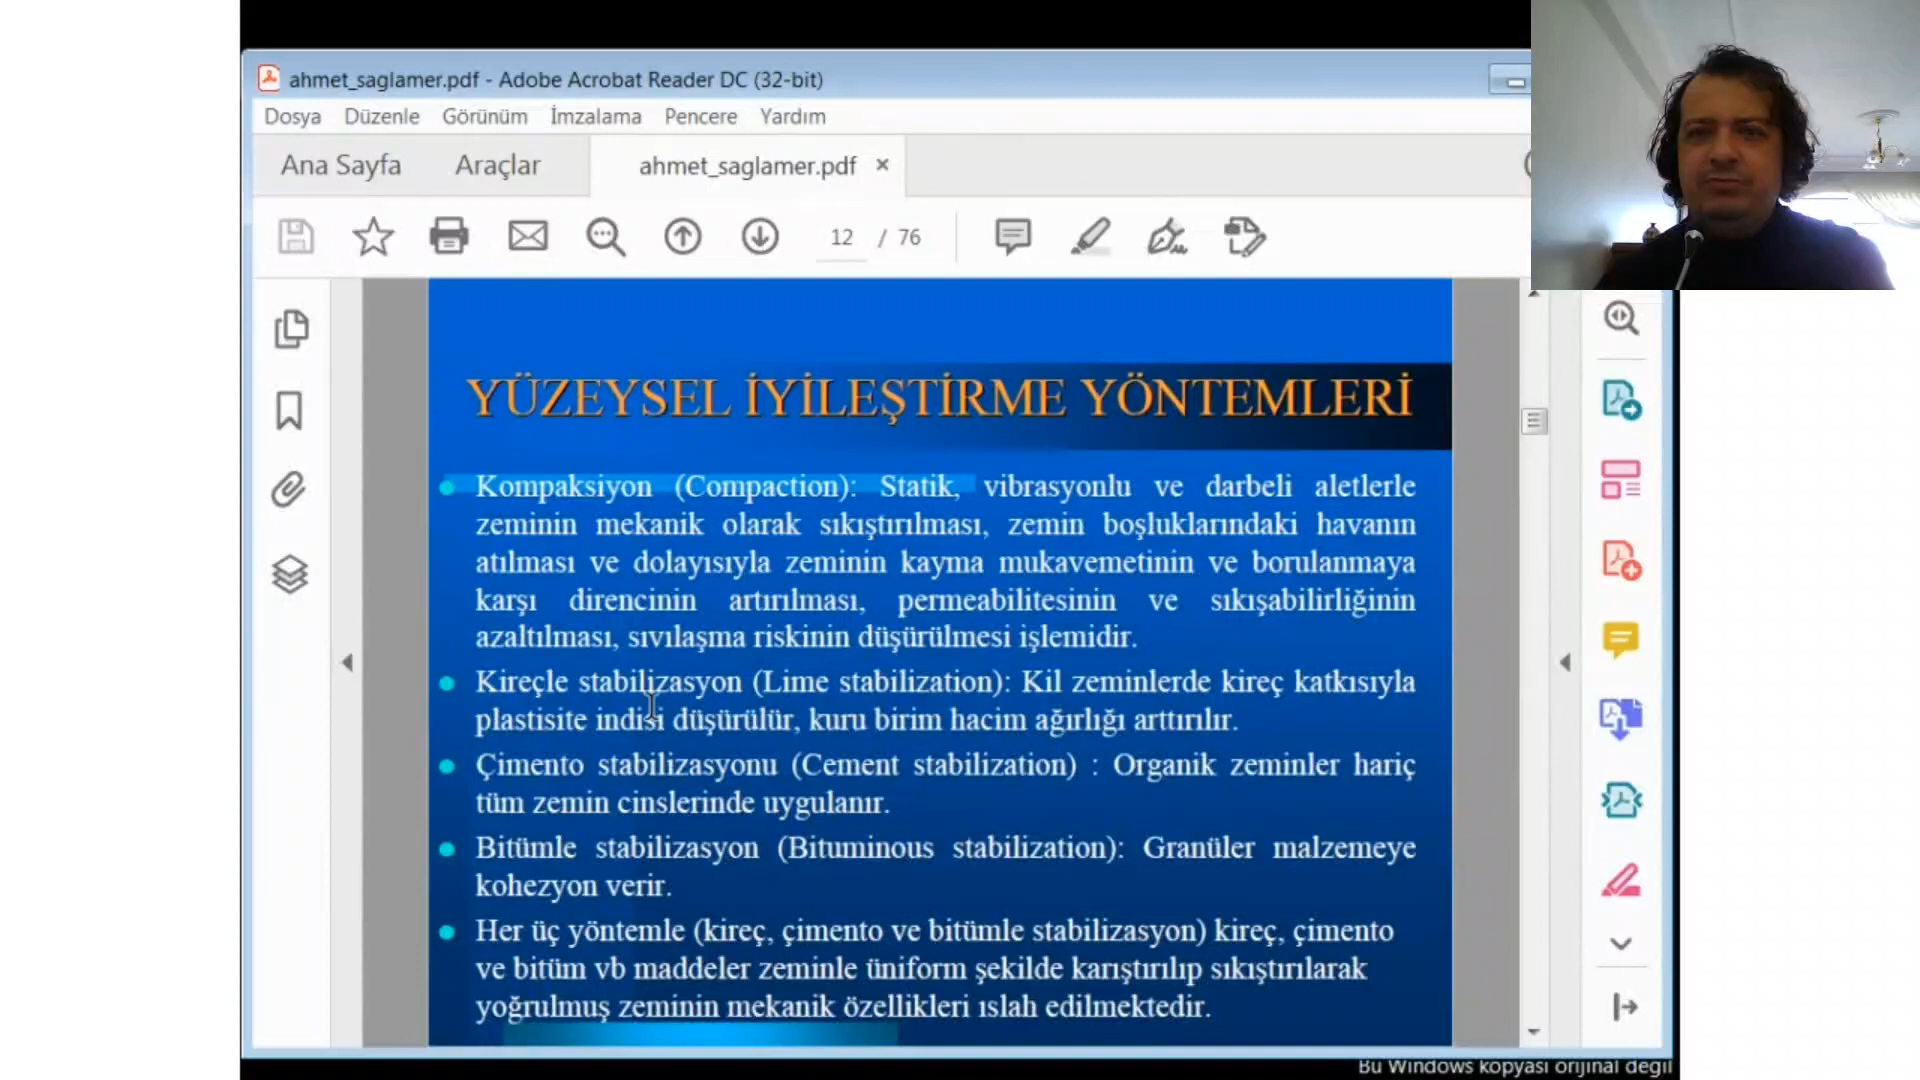 ahmet_saglamer.pdf - Adobe Acrobat Reader DC (32-bit)
Dosya Düzenle Görünüm İmzalama Pencere Yardım
Ana Sayfa Araçlar ahmet_saglamer.pdf ×
12 / 76
YÜZEYSEL İYİLEŞTİRME YÖNTEMLERİ
Kompaksiyon (Compaction): Statik, vibrasyonlu ve darbeli aletlerle
zeminin mekanik olarak sıkıştırılması, zemin boşluklarındaki havanın
atılması ve dolayısıyla zeminin kayma mukavemetinin ve borulanmaya
karşı direncinin artırılması, permeabilitesinin ve sıkışabilirliğinin
azaltılması, sıvılaşma riskinin düşürülmesi işlemidir.
Kireçle stabilizasyon (Lime stabilization): Kil zeminlerde kireç katkısıyla
plastisite indisi düşürülür, kuru birim hacim ağırlığı arttırılır.
Çimento stabilizasyonu (Cement stabilization) : Organik zeminler hariç
tüm zemin cinslerinde uygulanır.
Bitümle stabilizasyon (Bituminous stabilization): Granüler malzemeye
kohezyon verir.
Her üç yöntemle (kireç, çimento ve bitümle stabilizasyon) kireç, çimento
ve bitüm vb maddeler zeminle üniform şekilde karıştırılıp sıkıştırılarak
yoğrulmuş zeminin mekanik özellikleri ıslah edilmektedir.
Bu Windows kopyası orijinal değil